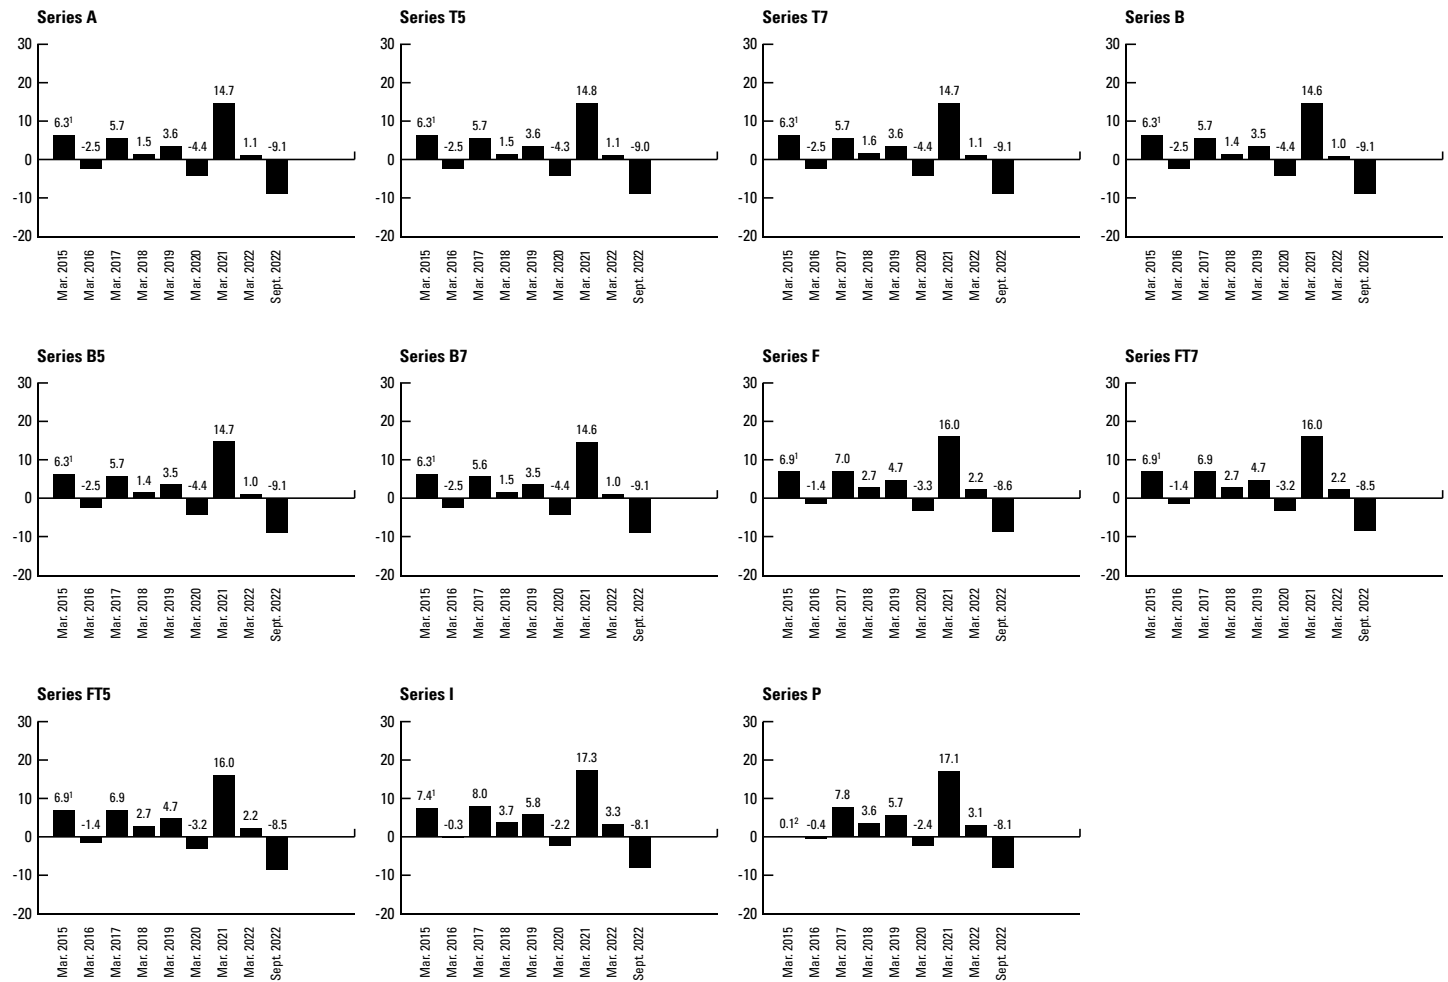 Series A
30
20
10
0
-10
-20
6.3¹
-2.5
5.7
1.5
3.6
-4.4
14.7
1.1
-9.1
Mar. 2015
Mar. 2016
Mar. 2017
Mar. 2018
Mar. 2019
Mar. 2020
Mar. 2021
Mar. 2022
Sept. 2022
Series T5
30
20
10
0
-10
-20
6.3¹
-2.5
5.7
1.5
3.6
-4.3
14.8
1.1
-9.0
Mar. 2015
Mar. 2016
Mar. 2017
Mar. 2018
Mar. 2019
Mar. 2020
Mar. 2021
Mar. 2022
Sept. 2022
Series T7
30
20
10
0
-10
-20
6.3¹
-2.5
5.7
1.6
3.6
-4.4
14.7
1.1
-9.1
Mar. 2015
Mar. 2016
Mar. 2017
Mar. 2018
Mar. 2019
Mar. 2020
Mar. 2021
Mar. 2022
Sept. 2022
Series B
30
20
10
0
-10
-20
6.3¹
-2.5
5.7
1.4
3.5
-4.4
14.6
1.0
-9.1
Mar. 2015
Mar. 2016
Mar. 2017
Mar. 2018
Mar. 2019
Mar. 2020
Mar. 2021
Mar. 2022
Sept. 2022
Series B5
30
20
10
0
-10
-20
6.3¹
-2.5
5.7
1.4
3.5
-4.4
14.7
1.0
-9.1
Mar. 2015
Mar. 2016
Mar. 2017
Mar. 2018
Mar. 2019
Mar. 2020
Mar. 2021
Mar. 2022
Sept. 2022
Series B7
30
20
10
0
-10
-20
6.3¹
-2.5
5.6
1.5
3.5
-4.4
14.6
1.0
-9.1
Mar. 2015
Mar. 2016
Mar. 2017
Mar. 2018
Mar. 2019
Mar. 2020
Mar. 2021
Mar. 2022
Sept. 2022
Series F
30
20
10
0
-10
-20
6.9¹
-1.4
7.0
2.7
4.7
-3.3
16.0
2.2
-8.6
Mar. 2015
Mar. 2016
Mar. 2017
Mar. 2018
Mar. 2019
Mar. 2020
Mar. 2021
Mar. 2022
Sept. 2022
Series FT7
30
20
10
0
-10
-20
6.9¹
-1.4
6.9
2.7
4.7
-3.2
16.0
2.2
-8.5
Mar. 2015
Mar. 2016
Mar. 2017
Mar. 2018
Mar. 2019
Mar. 2020
Mar. 2021
Mar. 2022
Sept. 2022
Series FT5
30
20
10
0
-10
-20
6.9¹
-1.4
6.9
2.7
4.7
-3.2
16.0
2.2
-8.5
Mar. 2015
Mar. 2016
Mar. 2017
Mar. 2018
Mar. 2019
Mar. 2020
Mar. 2021
Mar. 2022
Sept. 2022
Series I
30
20
10
0
-10
-20
7.4¹
-0.3
8.0
3.7
5.8
-2.2
17.3
3.3
-8.1
Mar. 2015
Mar. 2016
Mar. 2017
Mar. 2018
Mar. 2019
Mar. 2020
Mar. 2021
Mar. 2022
Sept. 2022
Series P
30
20
10
0
-10
-20
0.1²
-0.4
7.8
3.6
5.7
-2.4
17.1
3.1
-8.1
Mar. 2015
Mar. 2016
Mar. 2017
Mar. 2018
Mar. 2019
Mar. 2020
Mar. 2021
Mar. 2022
Sept. 2022